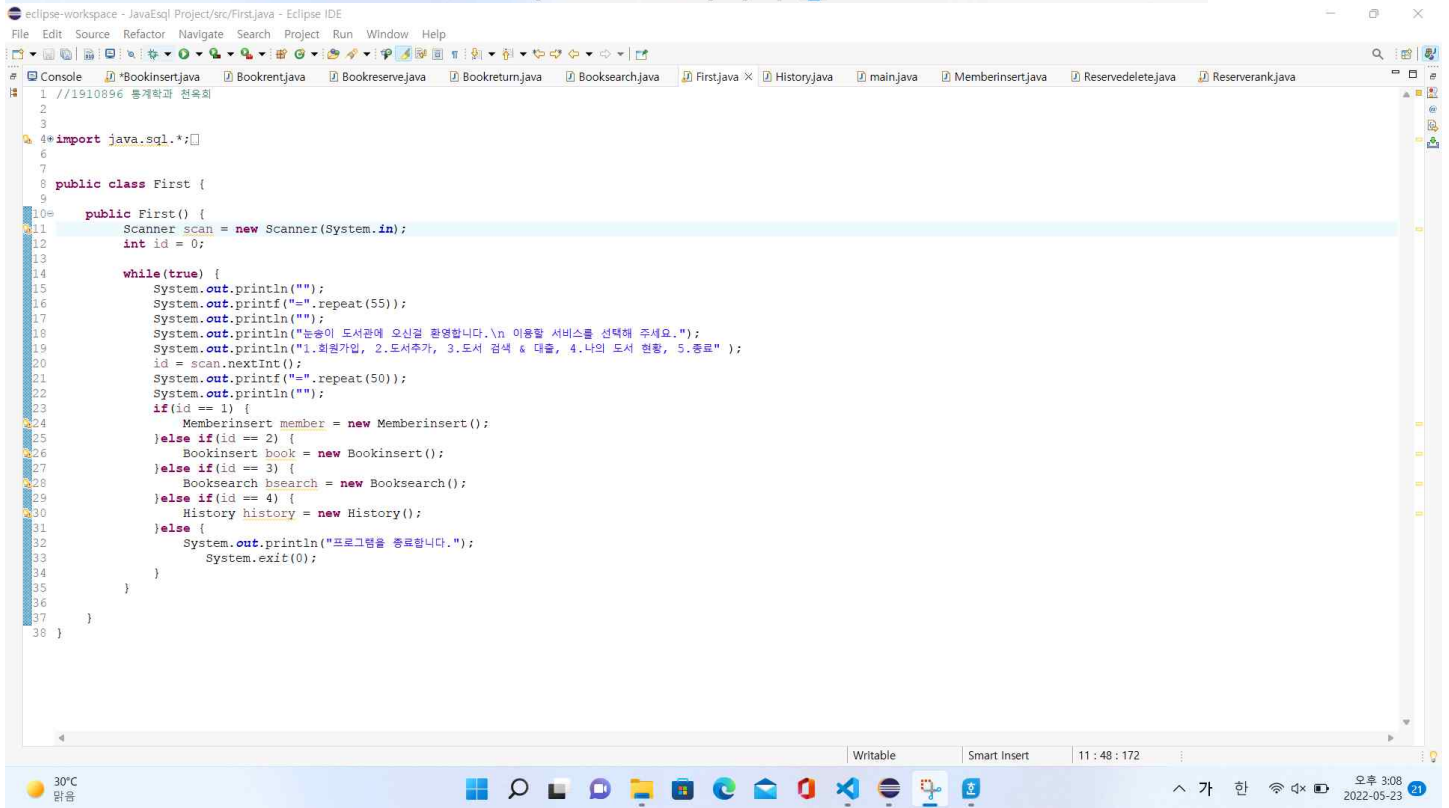 eclipse-workspace - JavaEsql Project/src/First.java - Eclipse IDE
File Edit Source Refactor Navigate Search Project Run Window Help
Console *Bookinsert.java Bookrent.java Bookreserve.java Bookreturn.java Booksearch.java First.java History.java main.java Memberinsert.java Reservedelete.java Reserverank.java
1 //1910896 통계학과 천옥희
2
3
4 import java.sql.*;
6
7
8 public class First {
9
10 public First() {
11 Scanner scan = new Scanner(System.in);
12 int id = 0;
13
14 while(true) {
15 System.out.println("");
16 System.out.printf("=".repeat(55));
17 System.out.println("");
18 System.out.println("눈송이 도서관에 오신걸 환영합니다.\n 이용할 서비스를 선택해 주세요.");
19 System.out.println("1.회원가입, 2.도서추가, 3.도서 검색 & 대출, 4.나의 도서 현황, 5.종료" );
20 id = scan.nextInt();
21 System.out.printf("=".repeat(50));
22 System.out.println("");
23 if(id == 1) {
24 Memberinsert member = new Memberinsert();
25 }else if(id == 2) {
26 Bookinsert book = new Bookinsert();
27 }else if(id == 3) {
28 Booksearch bsearch = new Booksearch();
29 }else if(id == 4) {
30 History history = new History();
31 }else {
32 System.out.println("프로그램을 종료합니다.");
33 System.exit(0);
34 }
35 }
36
37 }
38 }
Writable Smart Insert 11 : 48 : 172
30°C
맑음
가 한
오후 3:08
2022-05-23
21